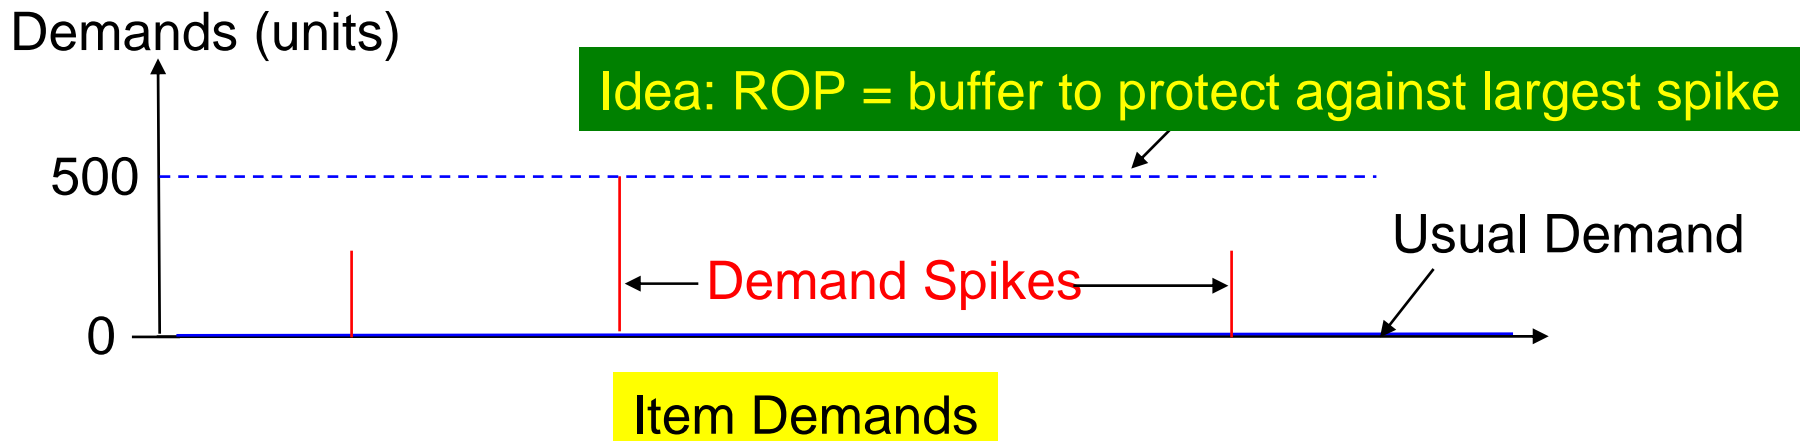 Demands (units)
Idea: ROP = buffer to protect against largest spike
500
Usual Demand
Demand Spikes
0
Item Demands